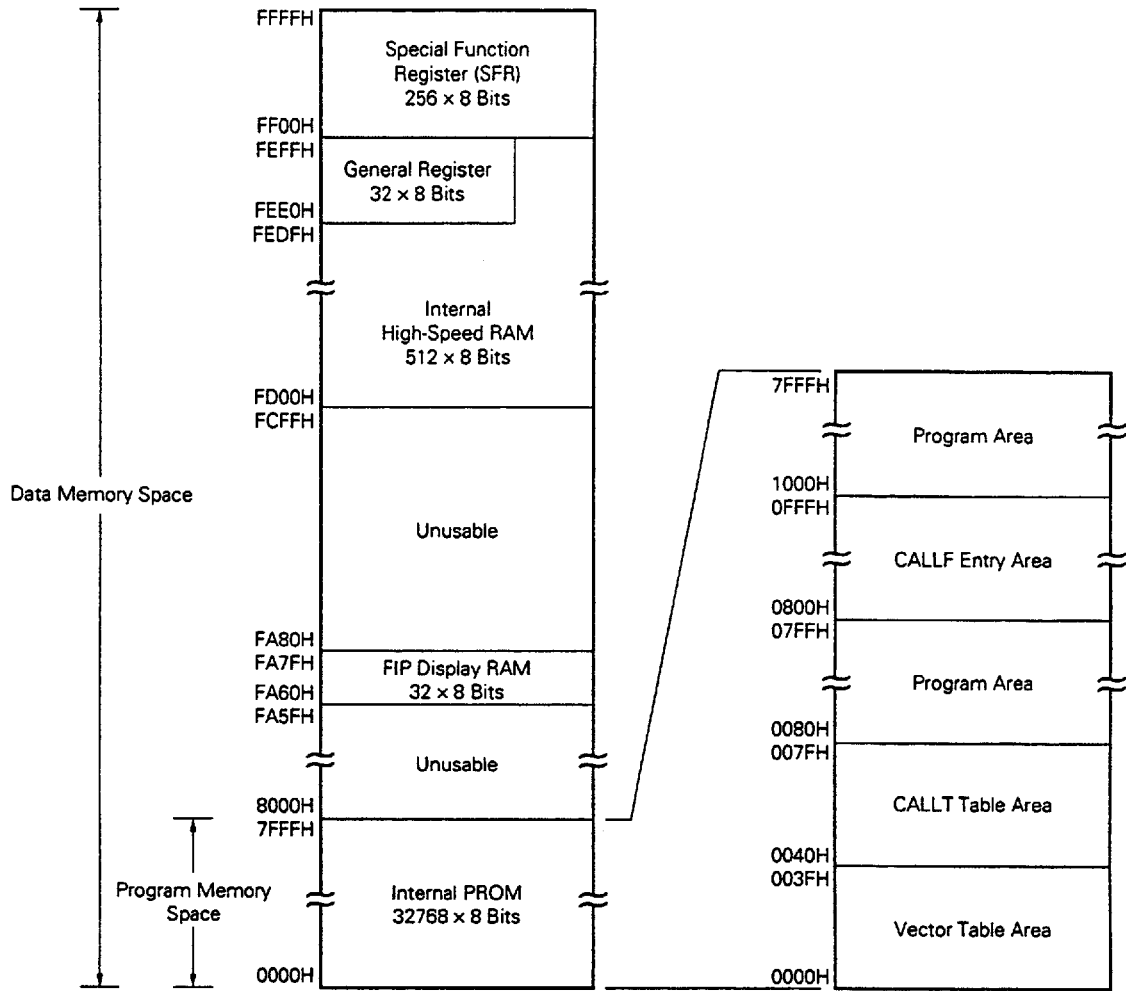 FFFFH
Special Function
Register (SFR)
256 × 8 Bits
FF00H
FEFFH
General Register
32 × 8 Bits
FEE0H
FEDFH
Internal
High-Speed RAM
512 × 8 Bits
FD00H
FCFFH
Data Memory Space
Unusable
FA80H
FA7FH
FIP Display RAM
32 × 8 Bits
FA60H
FA5FH
Unusable
8000H
7FFFH
Program Memory
Space
Internal PROM
32768 × 8 Bits
0000H
7FFFH
Program Area
1000H
0FFFH
CALLF Entry Area
0800H
07FFH
Program Area
0080H
007FH
CALLT Table Area
0040H
003FH
Vector Table Area
0000H